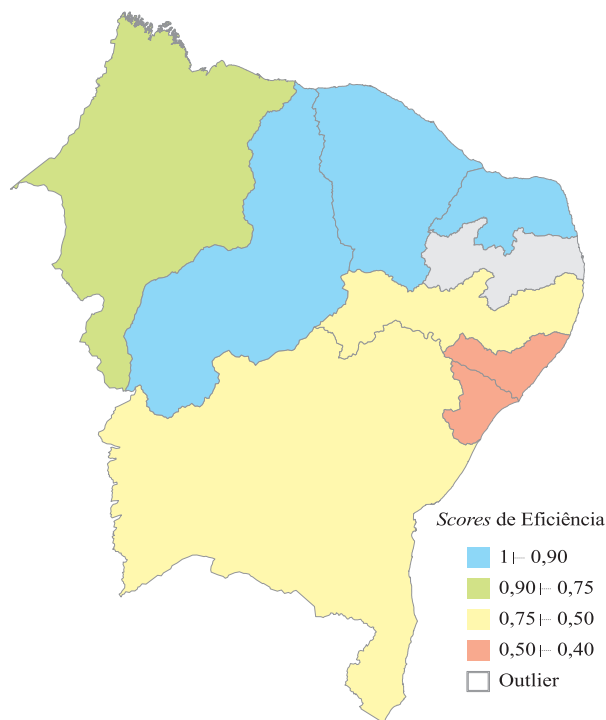 Scores de Eficiência
1 ⊢ 0,90
0,90 ⊢ 0,75
0,75 ⊢ 0,50
0,50 ⊢ 0,40
Outlier